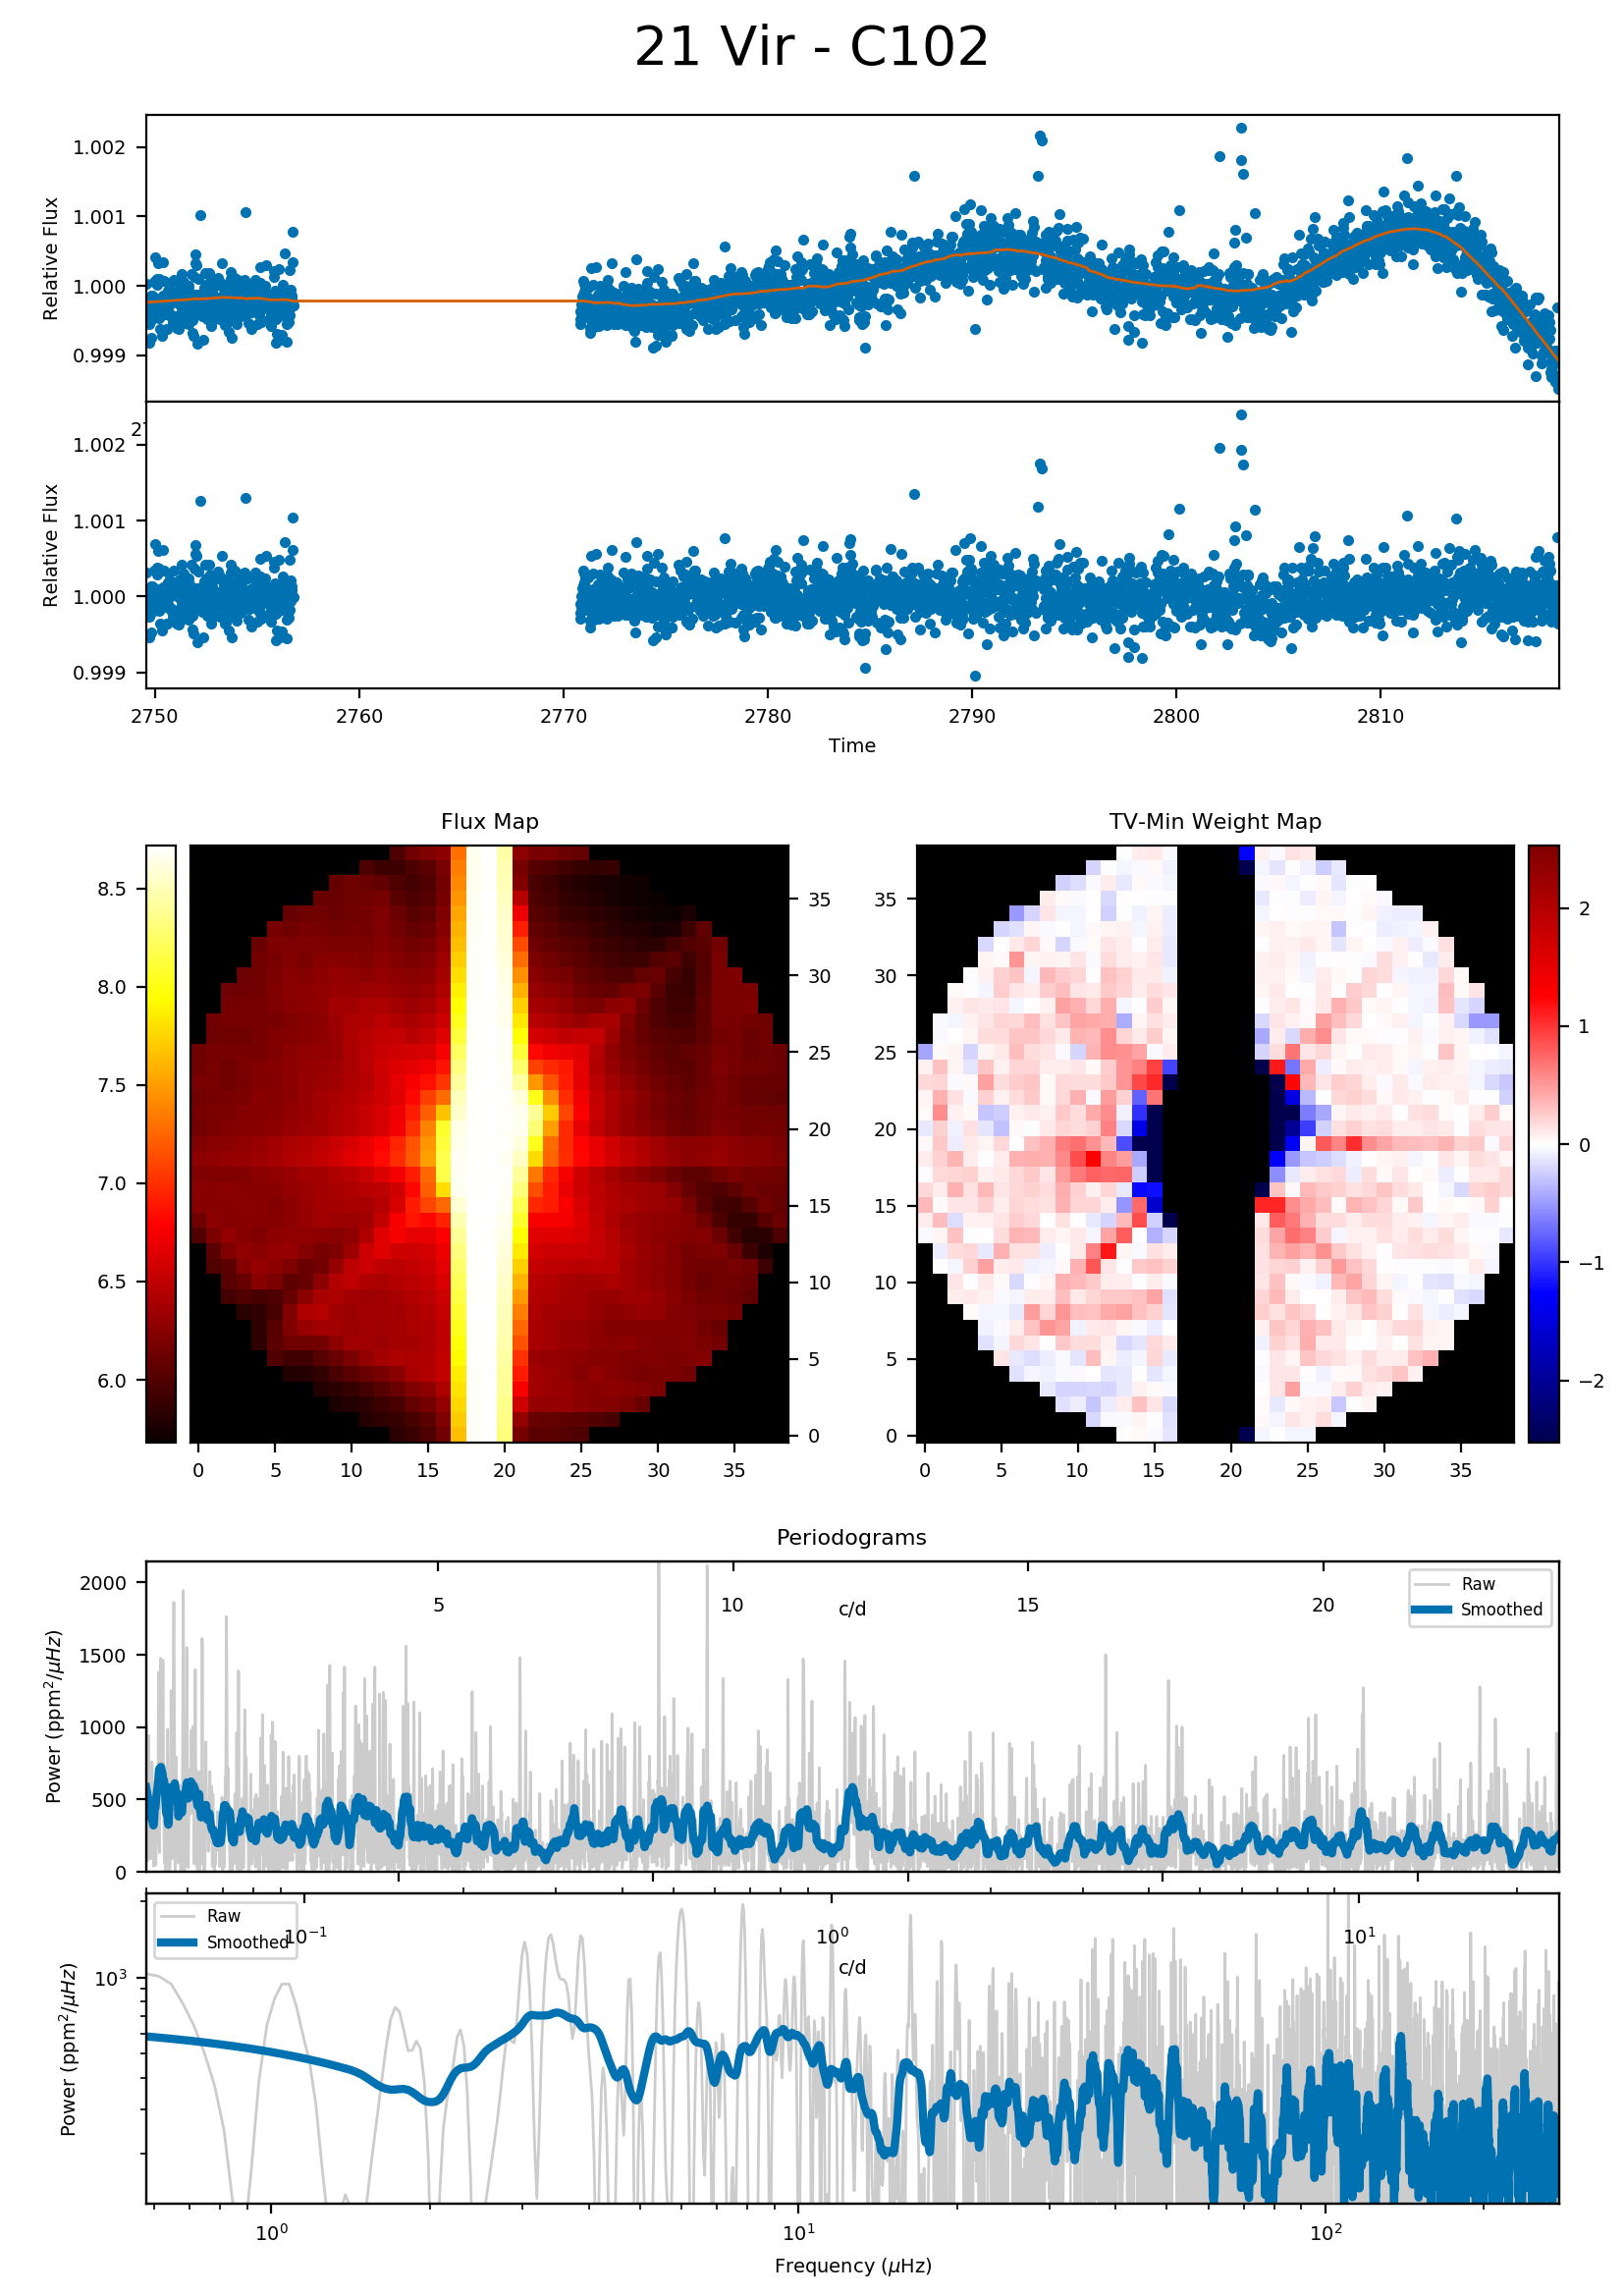 21 Vir - C102
1.002
1.001
1.000
0.999
Relative Flux
27
1.002
1.001
1.000
0.999
Relative Flux
2750 2760 2770 2780 2790 2800 2810
Time
Flux Map
8.5
8.0
7.5
7.0
6.5
6.0
35
30
25
20
15
10
5
0
0 5 10 15 20 25 30 35
TV-Min Weight Map
35
30
25
20
15
10
5
0
2
1
0
−1
−2
0 5 10 15 20 25 30 35
Periodograms
2000
1500
1000
500
0
Power (ppm²/μHz)
5 10 15 20
c/d
Raw
Smoothed
Raw
Smoothed
10⁻¹ 10⁰ 10¹
c/d
10³
Power (ppm²/μHz)
10⁰ 10¹ 10²
Frequency (μHz)